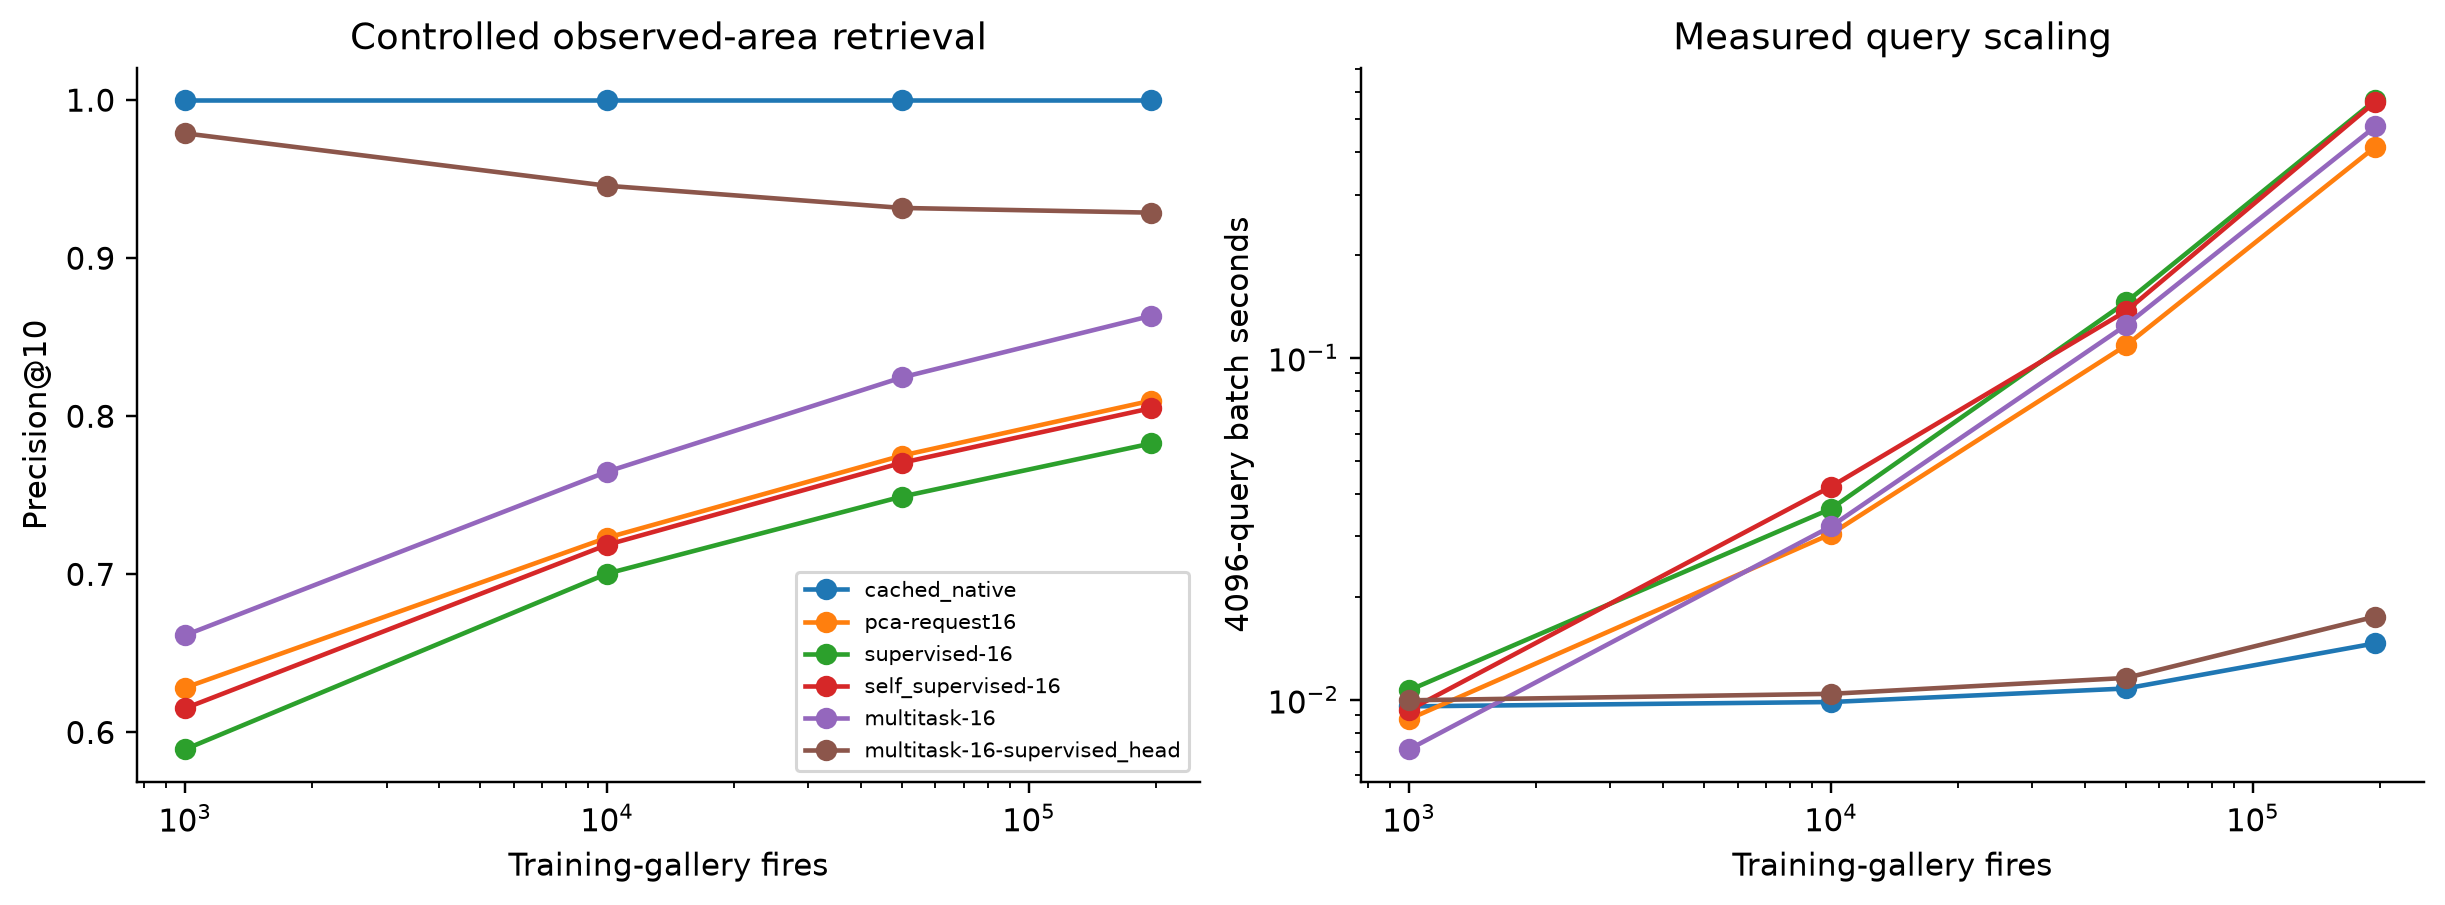 Controlled observed-area retrieval
Precision@10
1.0
0.9
0.8
0.7
0.6
10³
10⁴
10⁵
Training-gallery fires
cached_native
pca-request16
supervised-16
self_supervised-16
multitask-16
multitask-16-supervised_head
Measured query scaling
4096-query batch seconds
10⁻¹
10⁻²
10³
10⁴
10⁵
Training-gallery fires